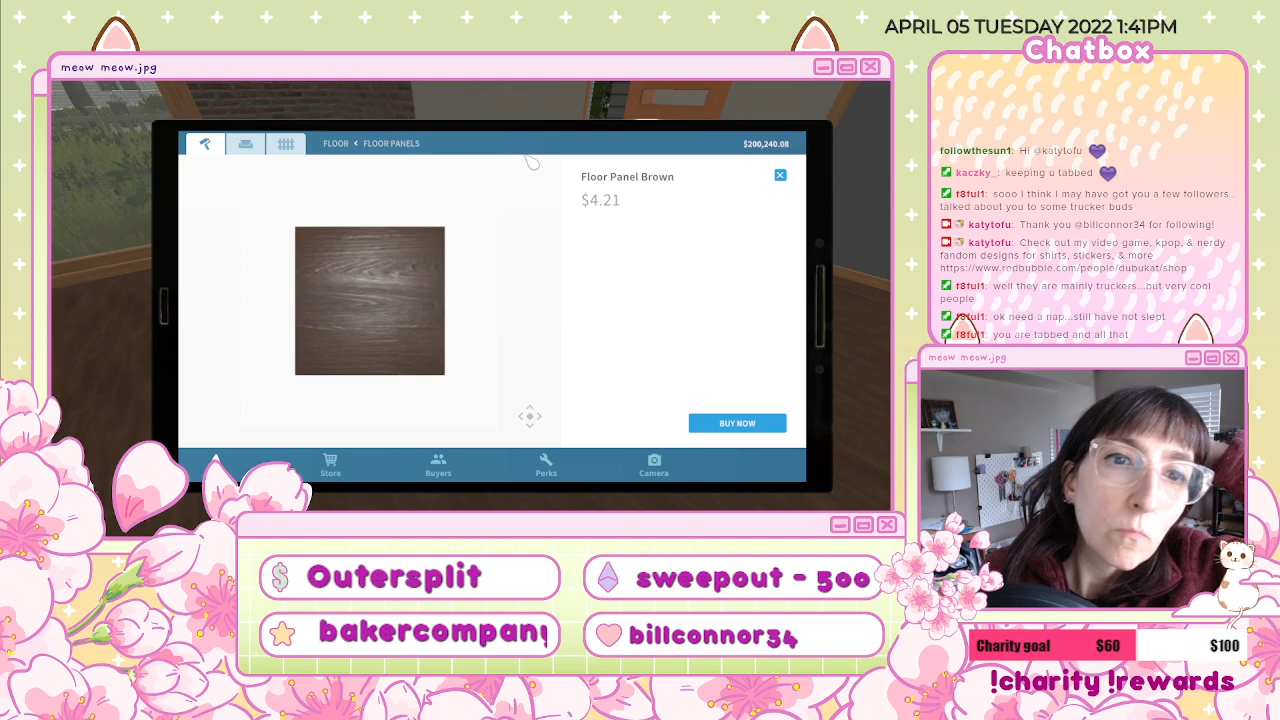 APRIL 05 TUESDAY 2022 1:41PM
meow meow.jpg
FLOOR < FLOOR PANELS
$200,240.08
Floor Panel Brown
$4.21
BUY NOW
Store
Buyers
Perks
Camera
Chatbox
followthesun1: Hi @katytofu
kaczky_: keeping u tabbed
f8ful1: sooo I think I may have got you a few followers .
talked about you to some trucker buds
katytofu: Thank you @billconnor34 for following!
katytofu: Check out my video game, kpop, & nerdy
fandom designs for shirts, stickers, & more
https://www.redbubble.com/people/dubukat/shop
f8ful1: well they are mainly truckers...but very cool
people
f8ful1: ok need a nap...still have not slept
f8ful1: you are tabbed and all that
meow meow.jpg
Outersplit
sweepout - 500
bakercompany
billconnor34
Charity goal $60 $100
!charity !rewards